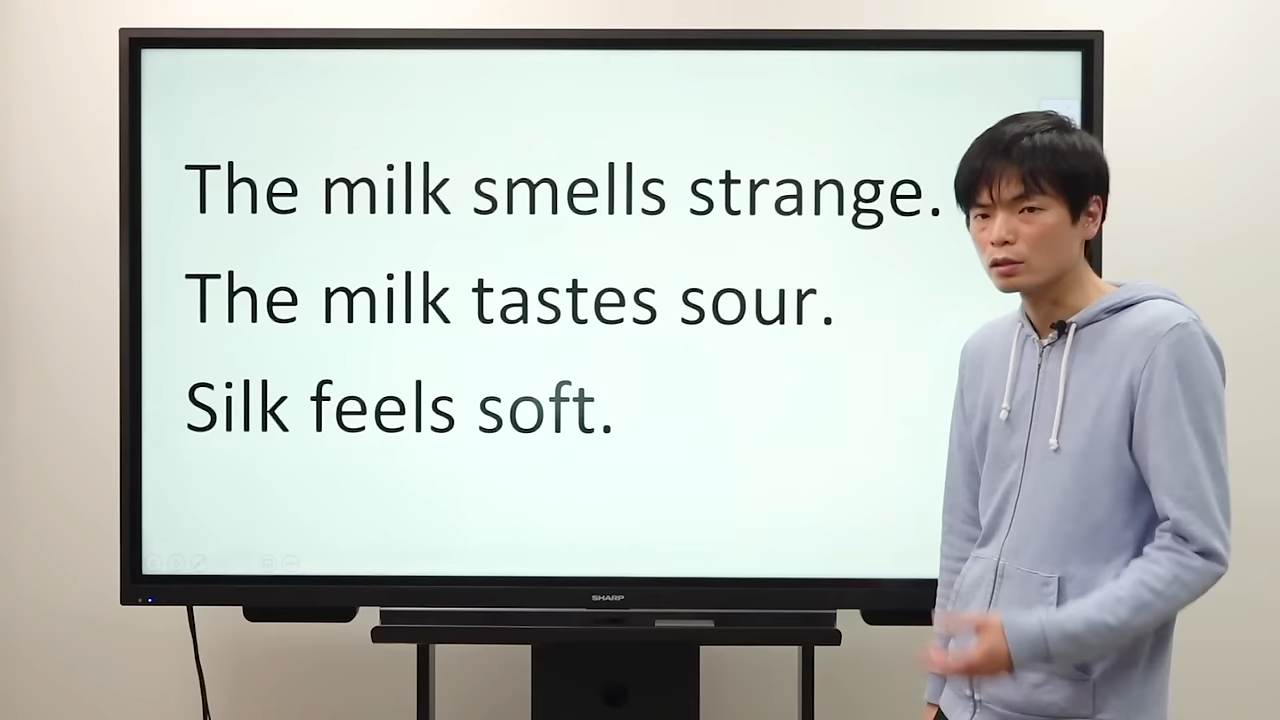 The milk smells strange.
The milk tastes sour.
Silk feels soft.
SHARP